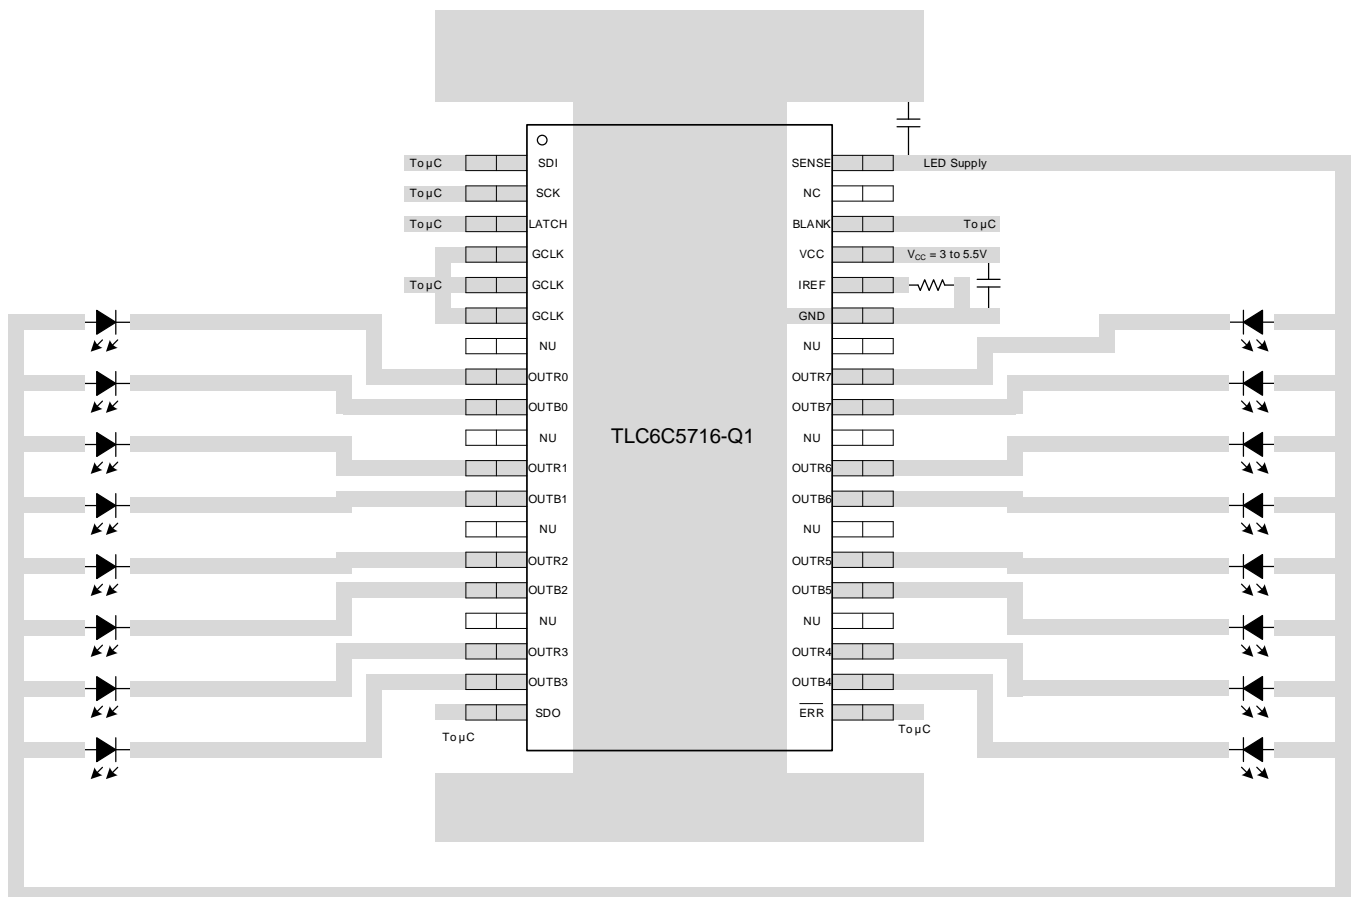 To µC SDI SENSE LED Supply
To µC SCK NC
To µC LATCH BLANK To µC
GCLK VCC VCC = 3 to 5.5V
To µC GCLK IREF
GCLK GND
NU NU
OUTR0 OUTR7
OUTB0 OUTB7
NU TLC6C5716-Q1 NU
OUTR1 OUTR6
OUTB1 OUTB6
NU NU
OUTR2 OUTR5
OUTB2 OUTB5
NU NU
OUTR3 OUTR4
OUTB3 OUTB4
SDO ERR
To µC To µC